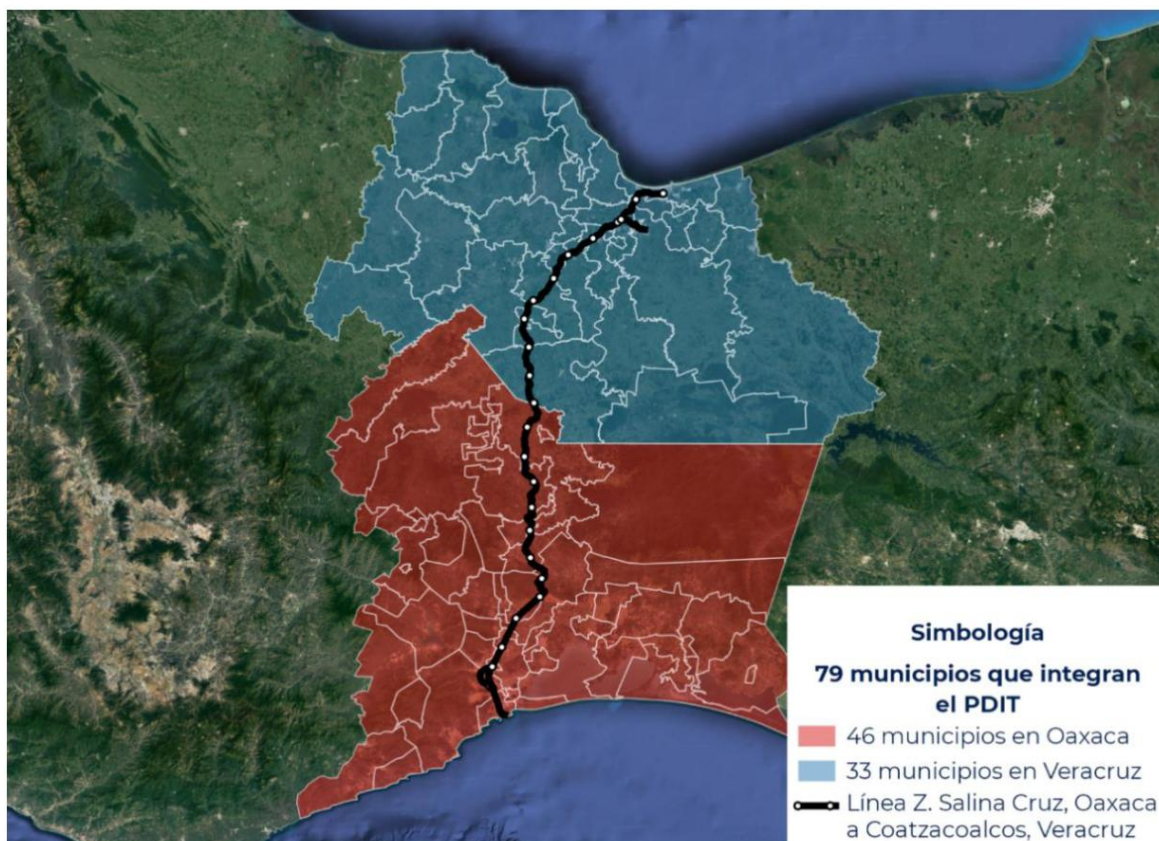 Simbología
79 municipios que integran
el PDIT
46 municipios en Oaxaca
33 municipios en Veracruz
Línea Z. Salina Cruz, Oaxaca
a Coatzacoalcos, Veracruz